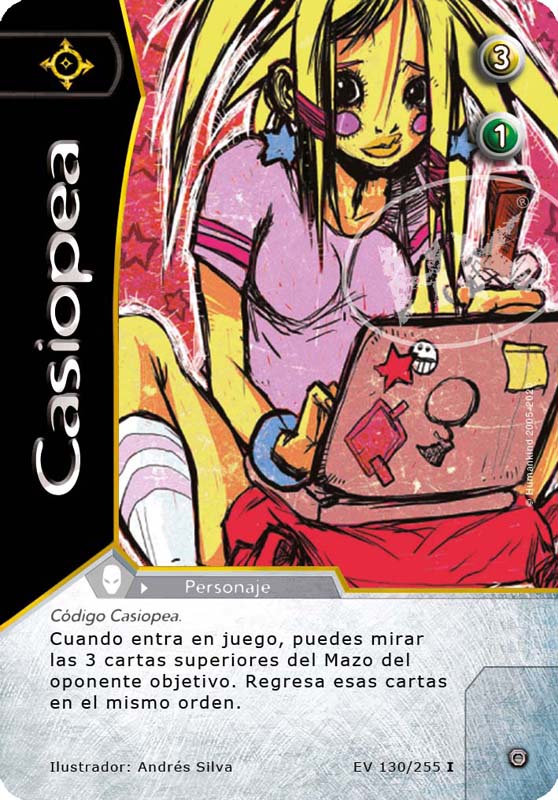 3
1
Casiopea
®
© Humankind 2005-202
Personaje
Código Casiopea.
Cuando entra en juego, puedes mirar
las 3 cartas superiores del Mazo del
oponente objetivo. Regresa esas cartas
en el mismo orden.
Ilustrador: Andrés Silva
EV 130/255 I